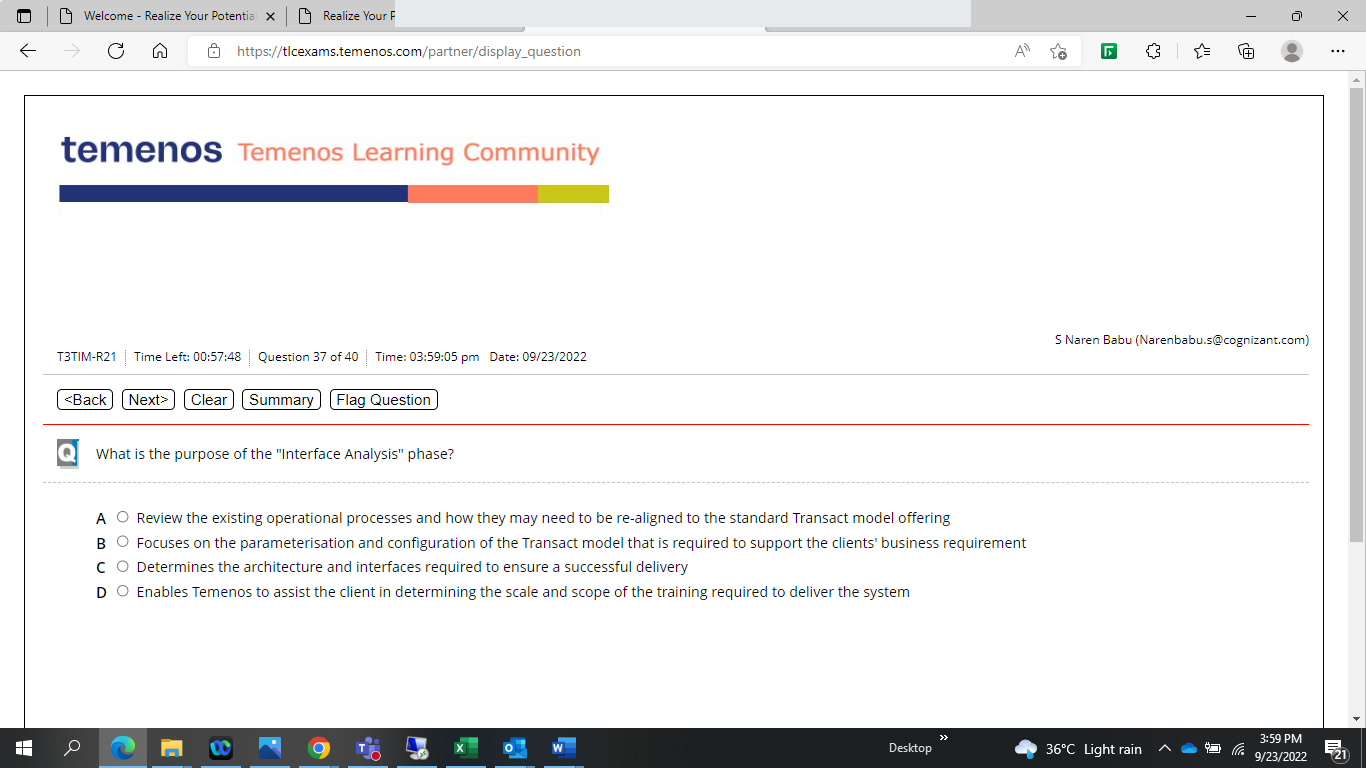 Welcome - Realize Your Potentia
Realize Your P
https://tlcexams.temenos.com/partner/display_question
temenos Temenos Learning Community
S Naren Babu (Narenbabu.s@cognizant.com)
T3TIM-R21 Time Left: 00:57:48 Question 37 of 40 Time: 03:59:05 pm Date: 09/23/2022
<Back Next> Clear Summary Flag Question
Q What is the purpose of the "Interface Analysis" phase?
A Review the existing operational processes and how they may need to be re-aligned to the standard Transact model offering
B Focuses on the parameterisation and configuration of the Transact model that is required to support the clients' business requirement
C Determines the architecture and interfaces required to ensure a successful delivery
D Enables Temenos to assist the client in determining the scale and scope of the training required to deliver the system
Desktop
36°C Light rain
3:59 PM
9/23/2022
21